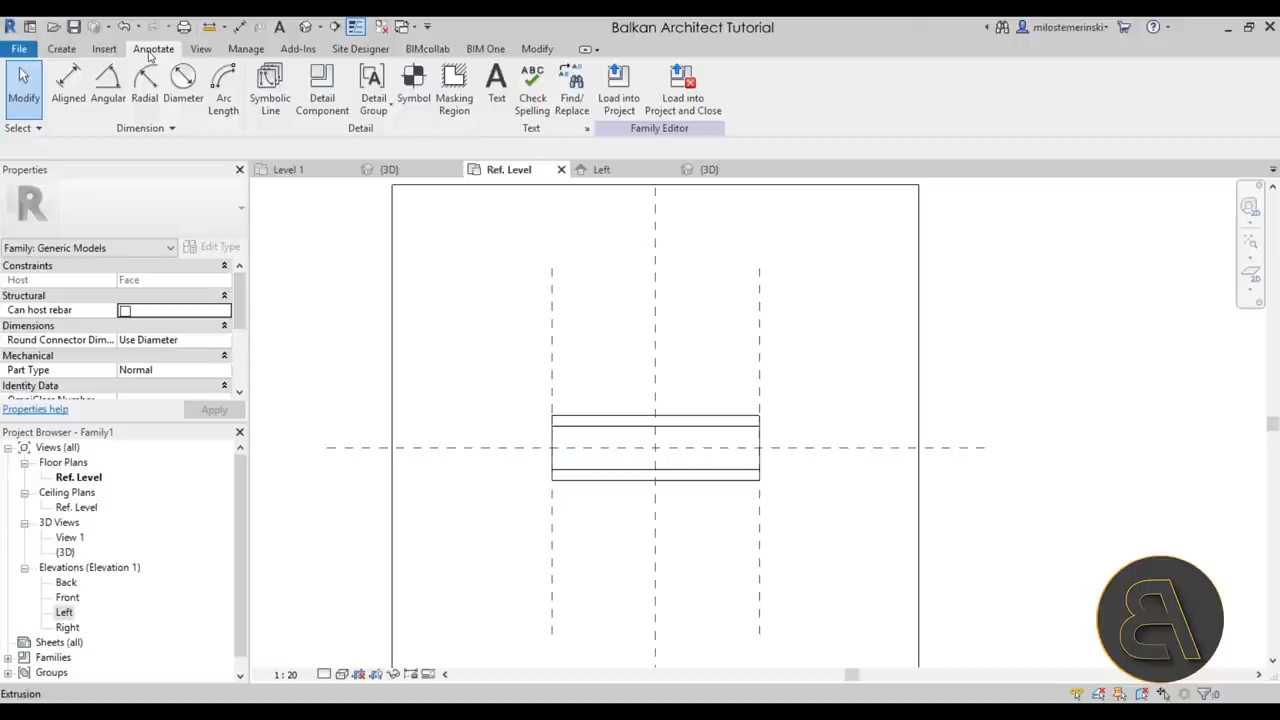 Balkan Architect Tutorial
milostemerinski
File Create Insert Annotate View Manage Add-Ins Site Designer BIMcollab BIM One Modify
Modify Aligned Angular Radial Diameter Arc Length Symbolic Line Detail Component Detail Group Symbol Masking Region Text Check Spelling Find/ Replace Load into Project Load into Project and Close
Select Dimension Detail Text Family Editor
Properties
Level 1 {3D} Ref. Level Left {3D}
Family: Generic Models Edit Type
Constraints
Host Face
Structural
Can host rebar
Dimensions
Round Connector Dim... Use Diameter
Mechanical
Part Type Normal
Identity Data
Properties help Apply
Project Browser - Family1
Views (all)
Floor Plans
Ref. Level
Ceiling Plans
Ref. Level
3D Views
View 1
{3D}
Elevations (Elevation 1)
Back
Front
Left
Right
Sheets (all)
Families
Groups
1 : 20
Extrusion
:0